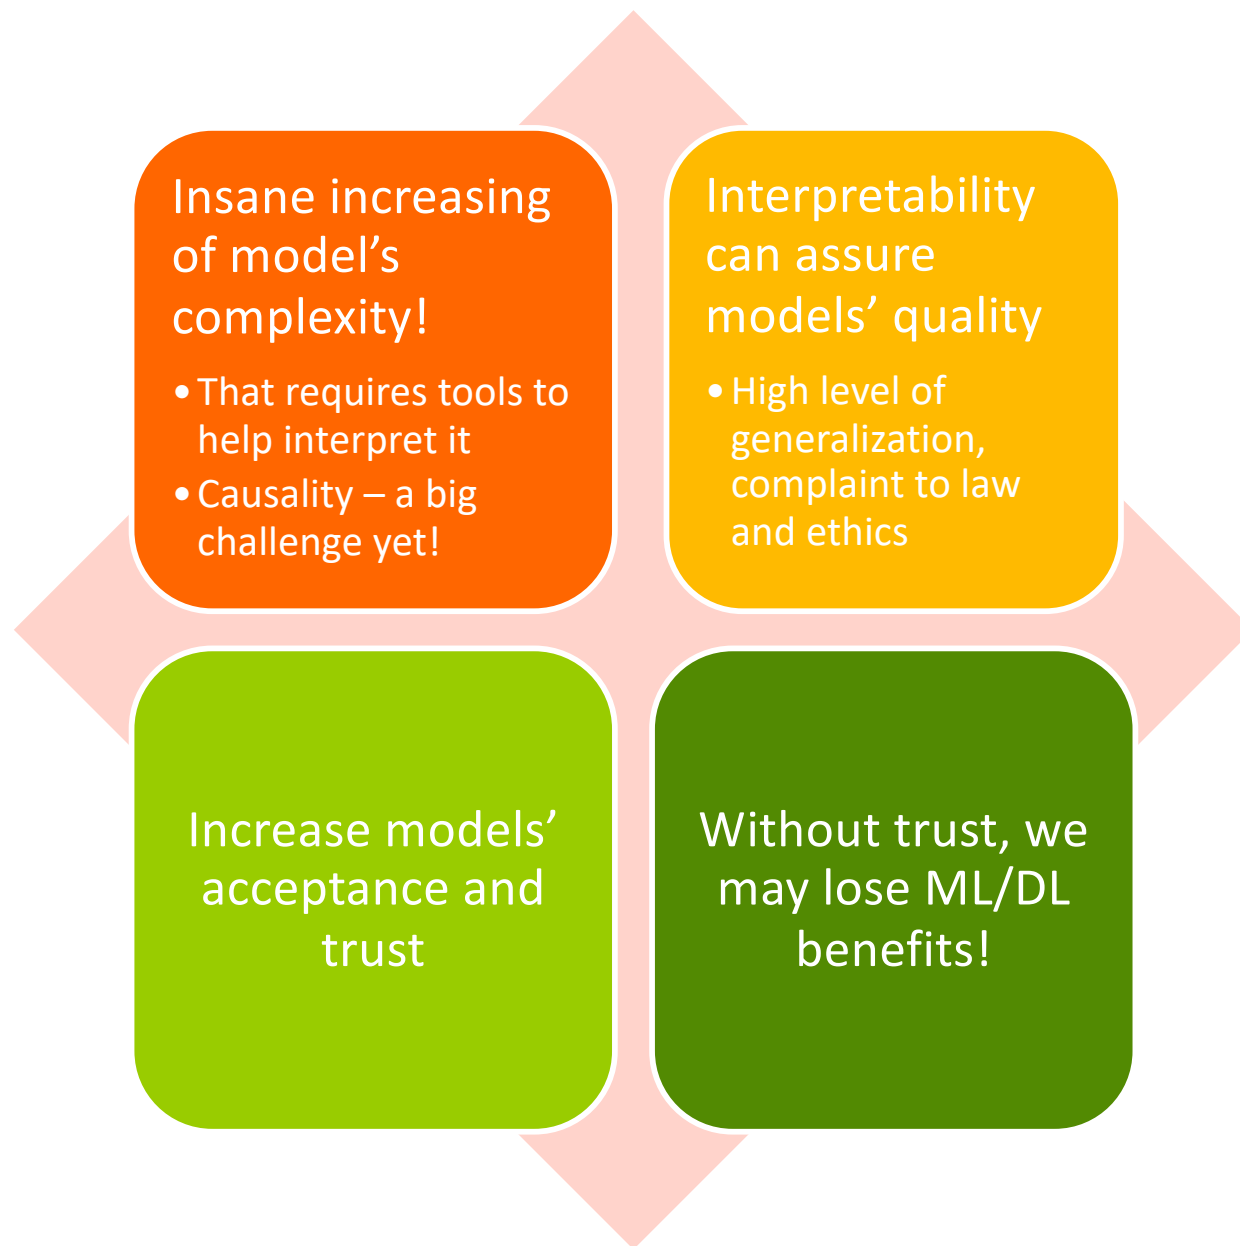 Insane increasing
of model’s
complexity!
• That requires tools to
help interpret it
• Causality – a big
challenge yet!
Interpretability
can assure
models’ quality
• High level of
generalization,
complaint to law
and ethics
Increase models’
acceptance and
trust
Without trust, we
may lose ML/DL
benefits!